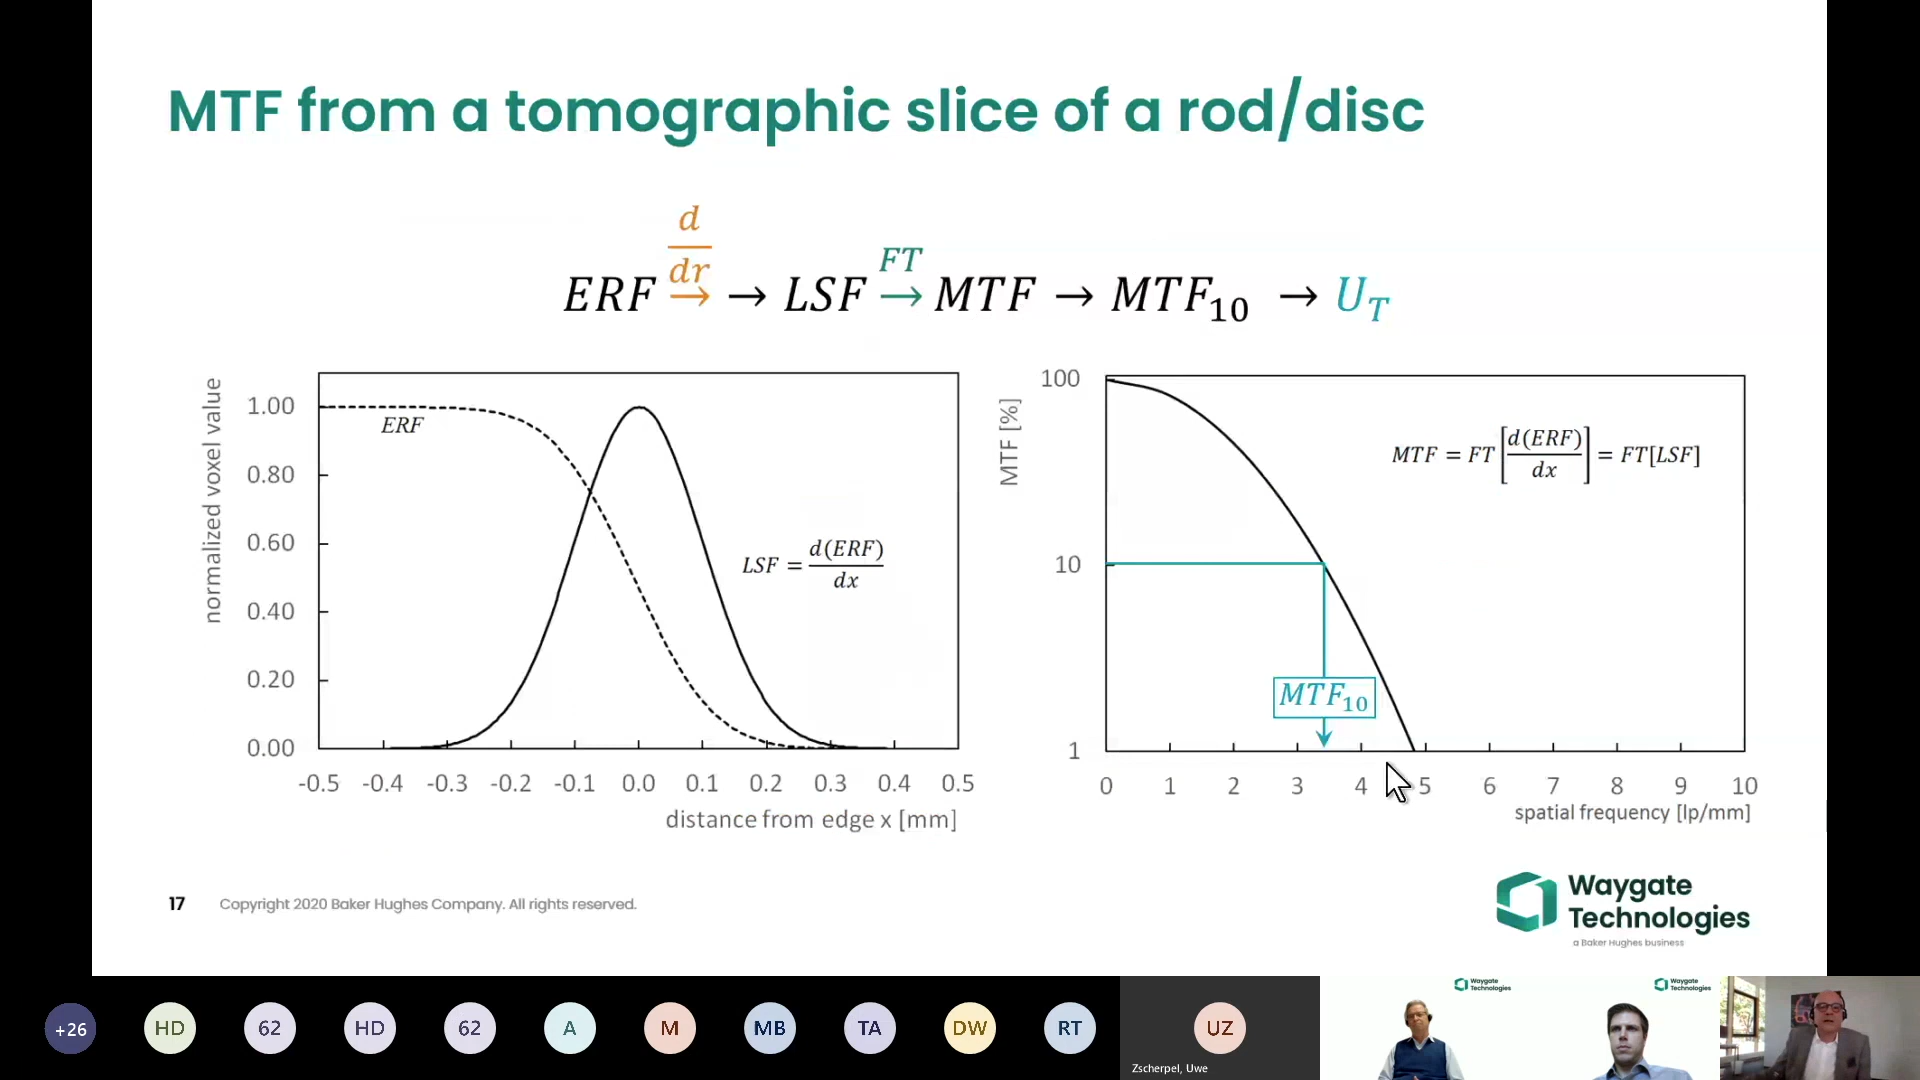 MTF from a tomographic slice of a rod/disc
d
dr
FT
ERF → → LSF → MTF → MTF10 → UT
normalized voxel value
1.00
0.80
0.60
0.40
0.20
0.00
ERF
LSF = d(ERF)/dx
-0.5 -0.4 -0.3 -0.2 -0.1 0.0 0.1 0.2 0.3 0.4 0.5
distance from edge x [mm]
MTF [%]
100
10
1
MTF = FT[d(ERF)/dx] = FT[LSF]
MTF10
0 1 2 3 4 5 6 7 8 9 10
spatial frequency [lp/mm]
17 Copyright 2020 Baker Hughes Company. All rights reserved.
Waygate
Technologies
a Baker Hughes business
+26 HD 62 HD 62 A M MB TA DW RT UZ
Zscherpel, Uwe
Waygate
Technologies
Waygate
Technologies